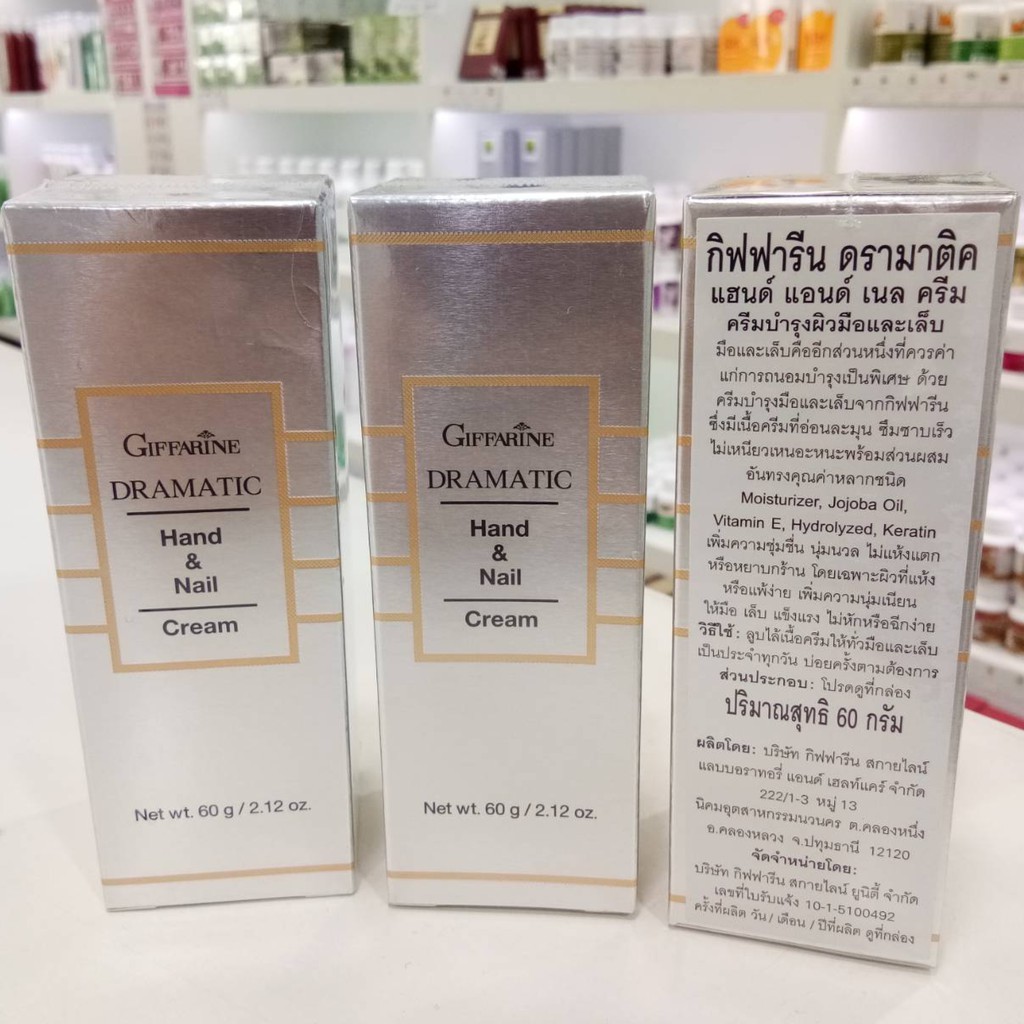 GIFFARINE
DRAMATIC
Hand
&
Nail
Cream
Net wt. 60 g / 2.12 oz.
GIFFARINE
DRAMATIC
Hand
&
Nail
Cream
Net wt. 60 g / 2.12 oz.
กิฟฟารีน ดรามาติค
แฮนด์ แอนด์ เนล ครีม
ครีมบำรุงผิวมือและเล็บ
มือและเล็บคืออีกส่วนหนึ่งที่ควรค่า
แก่การถนอมบำรุงเป็นพิเศษ ด้วย
ครีมบำรุงมือและเล็บจากกิฟฟารีน
ซึ่งมีเนื้อครีมที่อ่อนละมุน ซึมซาบเร็ว
ไม่เหนียวเหนอะหนะพร้อมส่วนผสม
อันทรงคุณค่าหลากชนิด
Moisturizer, Jojoba Oil,
Vitamin E, Hydrolyzed, Keratin
เพิ่มความชุ่มชื่น นุ่มนวล ไม่แห้งแตก
หรือหยาบกร้าน โดยเฉพาะผิวที่แห้ง
หรือแพ้ง่าย เพิ่มความนุ่มเนียน
ให้มือ เล็บ แข็งแรง ไม่หักหรือฉีกง่าย
วิธีใช้ : ลูบไล้เนื้อครีมให้ทั่วมือและเล็บ
เป็นประจำทุกวัน บ่อยครั้งตามต้องการ
ส่วนประกอบ : โปรดดูที่กล่อง
ปริมาณสุทธิ 60 กรัม
ผลิตโดย: บริษัท กิฟฟารีน สกายไลน์
แลบบอราทอรี่ แอนด์ เฮลท์แคร์ จำกัด
222/1-3 หมู่ 13
นิคมอุตสาหกรรมนวนคร ต.คลองหนึ่ง
อ.คลองหลวง จ.ปทุมธานี 12120
จัดจำหน่ายโดย:
บริษัท กิฟฟารีน สกายไลน์ ยูนิตี้ จำกัด
เลขที่ใบรับแจ้ง 10-1-5100492
ครั้งที่ผลิต วัน / เดือน / ปีที่ผลิต ดูที่กล่อง